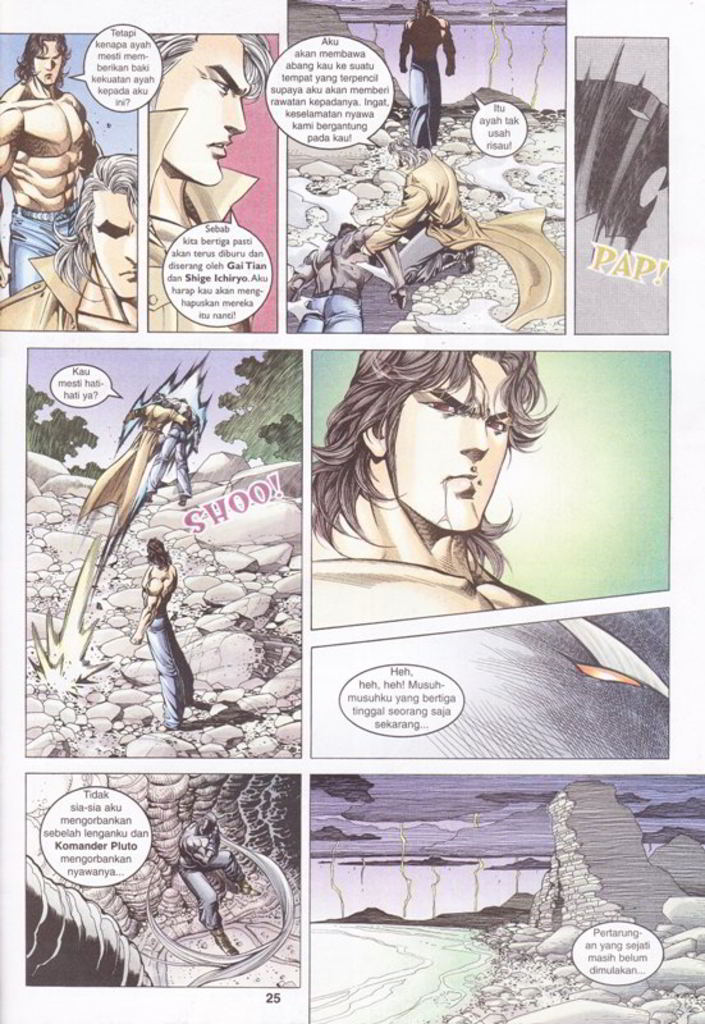 Tetapi
kenapa ayah
mesti mem-
berikan baki
kekuatan ayah
kepada aku
ini?
Sebab
kita bertiga pasti
akan terus diburu dan
diserang oleh Gai Tian
dan Shige Ichiryo. Aku
harap kau akan meng-
hapuskan mereka
itu nanti!
Aku
akan membawa
abang kau ke suatu
tempat yang terpencil
supaya aku akan memberi
rawatan kepadanya. Ingat,
keselamatan nyawa
kami bergantung
pada kau!
Itu
ayah tak
usah
risau!
PAP!
Kau
mesti hati-
hati ya?
SHOO!
Heh,
heh, heh! Musuh-
musuhku yang bertiga
tinggal seorang saja
sekarang...
Tidak
sia-sia aku
mengorbankan
sebelah lenganku dan
Komander Pluto
mengorbankan
nyawanya...
Pertarung-
an yang seru
masih belum
dimulakan...
25